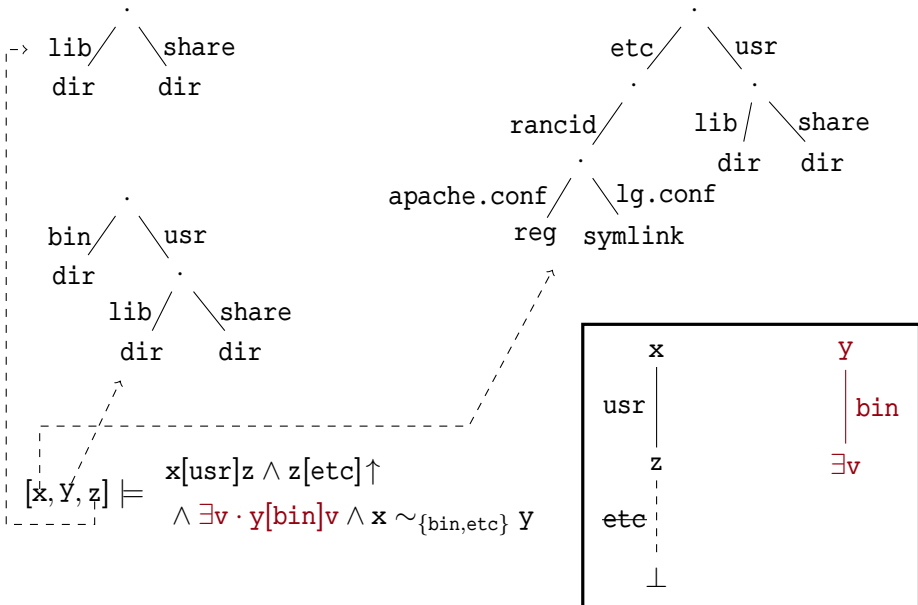 ·
lib share
dir dir
·
etc usr
· ·
rancid lib share
· dir dir
apache.conf lg.conf
reg symlink
·
bin usr
dir ·
lib share
dir dir
[x, y, z] ⊨ x[usr]z ∧ z[etc]↑
∧ ∃v · y[bin]v ∧ x ∼{bin,etc} y
x y
usr bin
z ∃v
etc
⊥